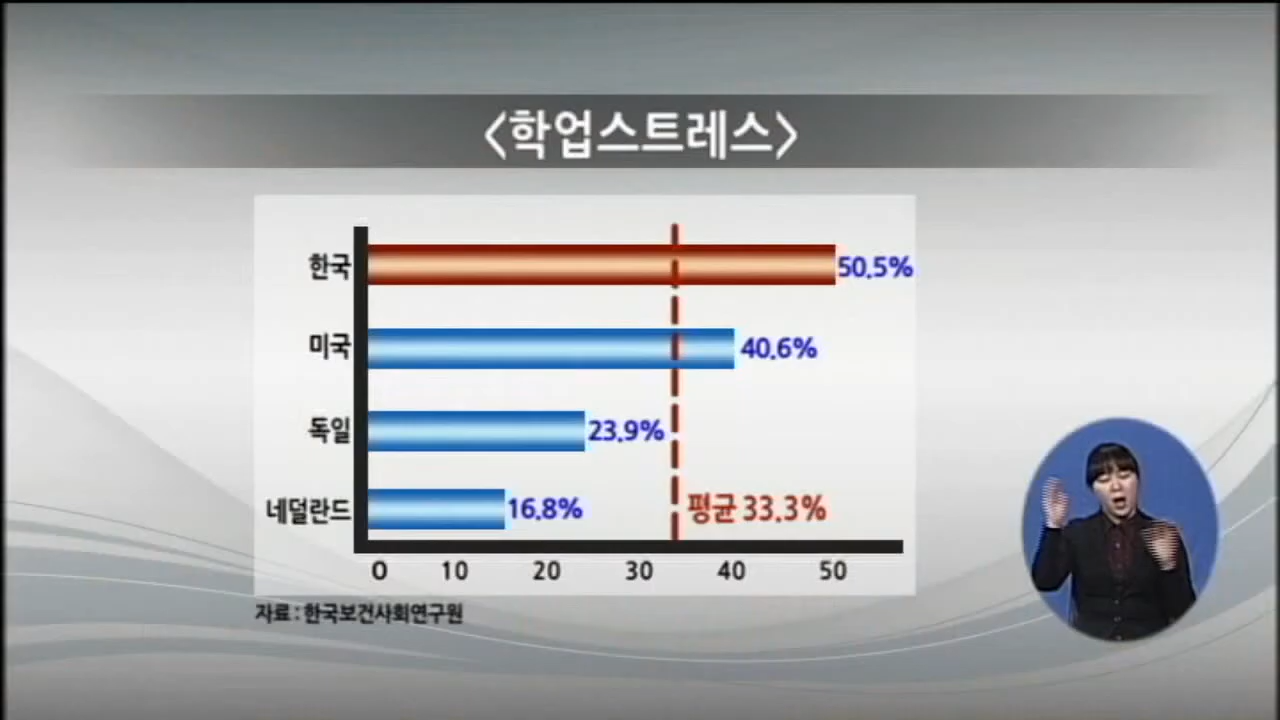 <학업스트레스>
한국 50.5%
미국 40.6%
독일 23.9%
네덜란드 16.8%
평균 33.3%
0 10 20 30 40 50
자료 : 한국보건사회연구원